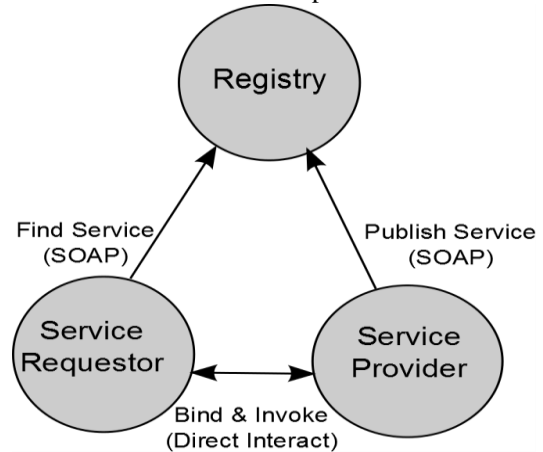 Registry
Find Service
(SOAP)
Publish Service
(SOAP)
Service
Requestor
Service
Provider
Bind & Invoke
(Direct Interact)